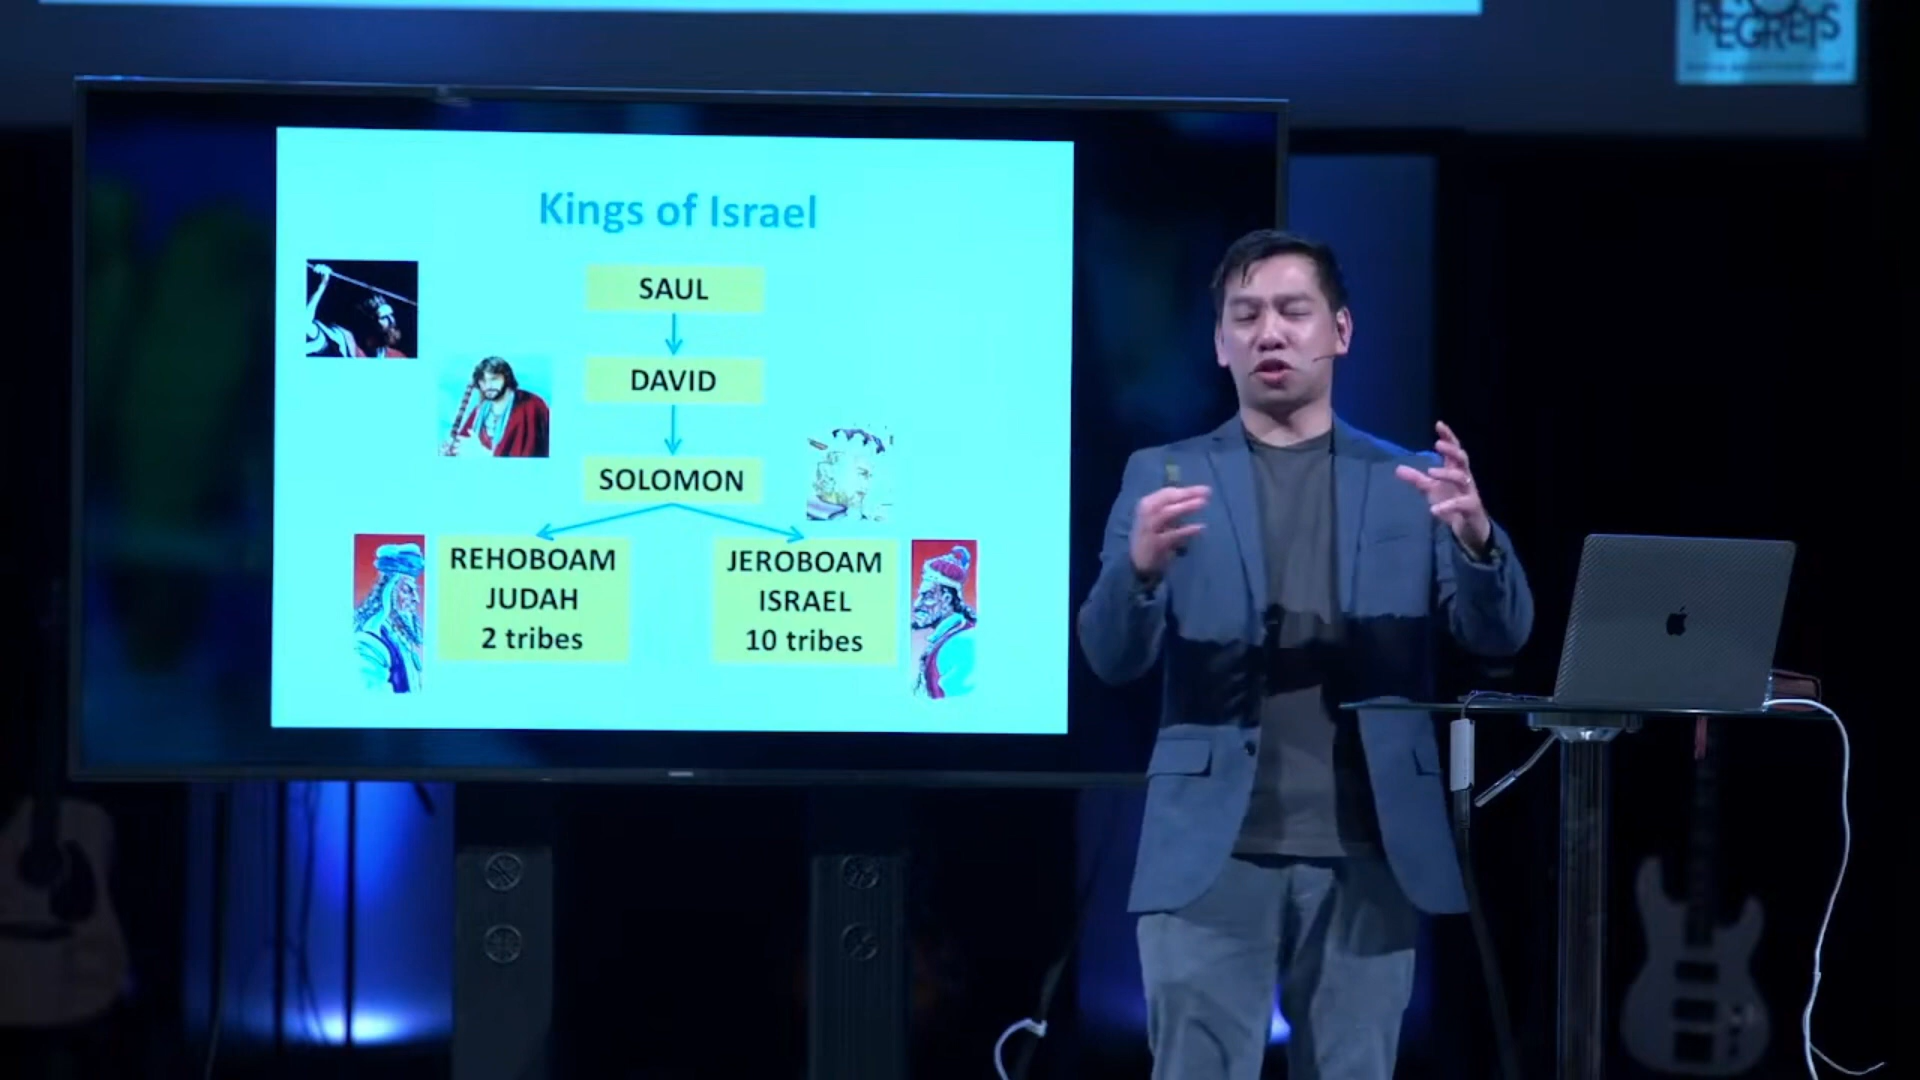 REGRETS
Kings of Israel
SAUL
DAVID
SOLOMON
REHOBOAM
JUDAH
2 tribes
JEROBOAM
ISRAEL
10 tribes